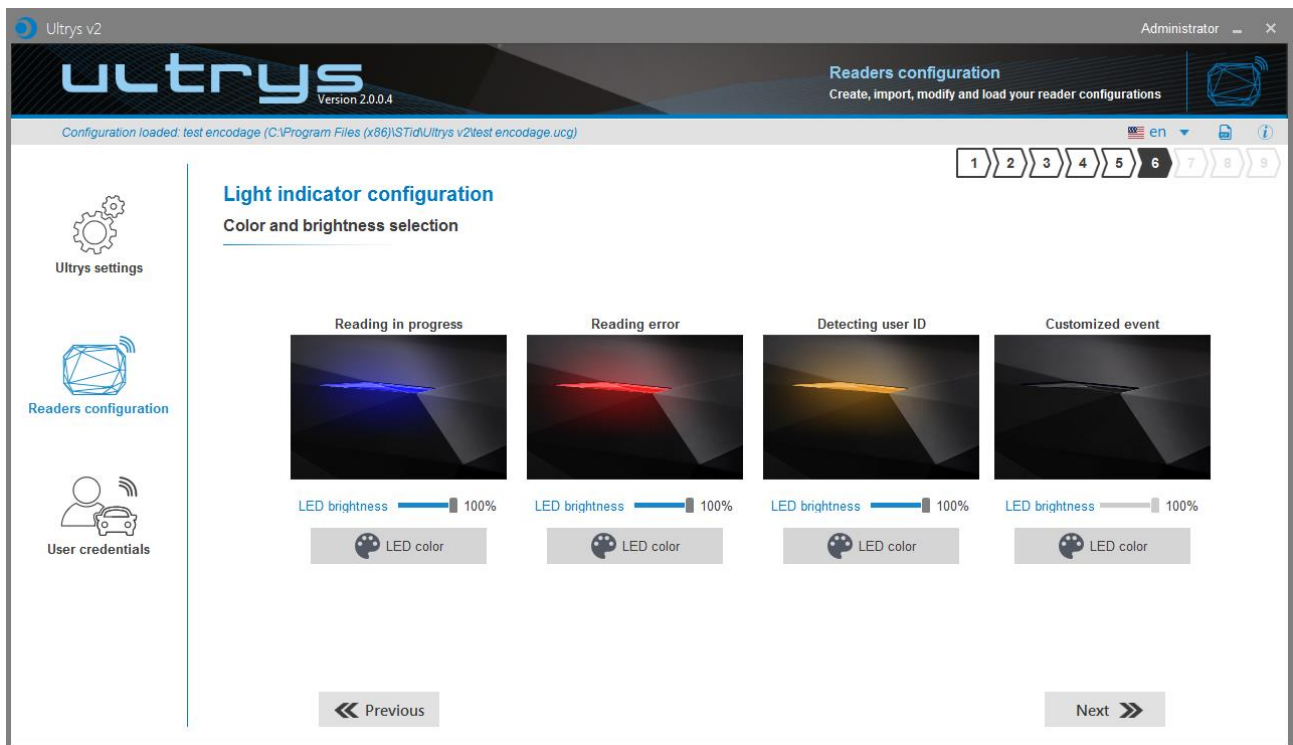 Ultrys v2
Administrator
ultrys
Version 2.0.0.4
Readers configuration
Create, import, modify and load your reader configurations
Configuration loaded: test encodage (C:\Program Files (x86)\STid\Ultrys v2\test encodage.ucg)
en
1 2 3 4 5 6 7 8 9
Light indicator configuration
Color and brightness selection
Ultrys settings
Readers configuration
User credentials
Reading in progress Reading error Detecting user ID Customized event
LED brightness 100% LED brightness 100% LED brightness 100% LED brightness 100%
LED color LED color LED color LED color
Previous Next